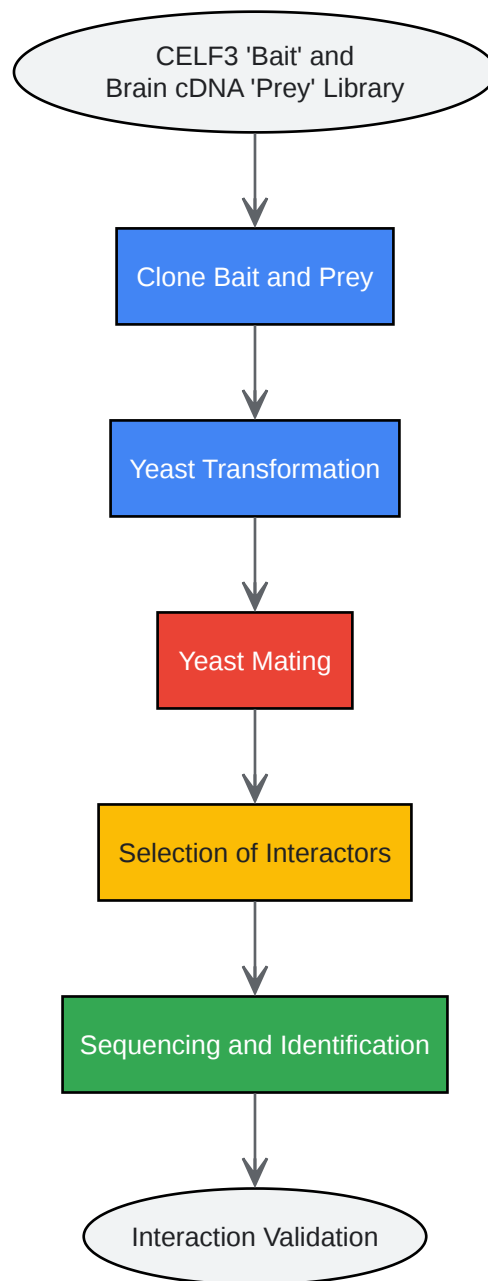 CELF3 'Bait' and
Brain cDNA 'Prey' Library
Clone Bait and Prey
Yeast Transformation
Yeast Mating
Selection of Interactors
Sequencing and Identification
Interaction Validation